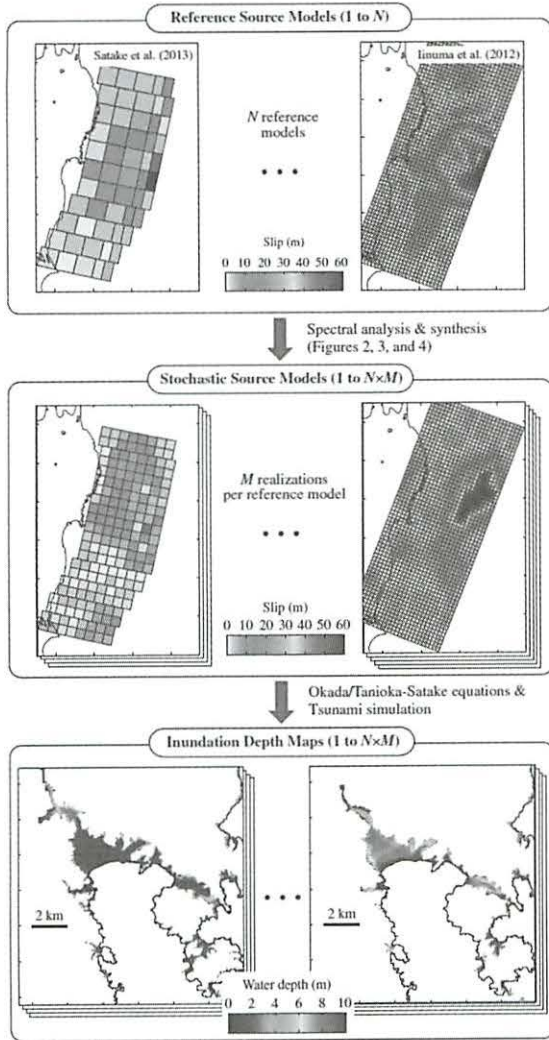 Reference Source Models (1 to N)
Satake et al. (2013)
Iinuma et al. (2012)
N reference
models
• • •
Slip (m)
0 10 20 30 40 50 60
Spectral analysis & synthesis
(Figures 2, 3, and 4)
Stochastic Source Models (1 to N×M)
M realizations
per reference model
• • •
Slip (m)
0 10 20 30 40 50 60
Okada/Tanioka-Satake equations &
Tsunami simulation
Inundation Depth Maps (1 to N×M)
• • •
2 km
2 km
Water depth (m)
0 2 4 6 8 10